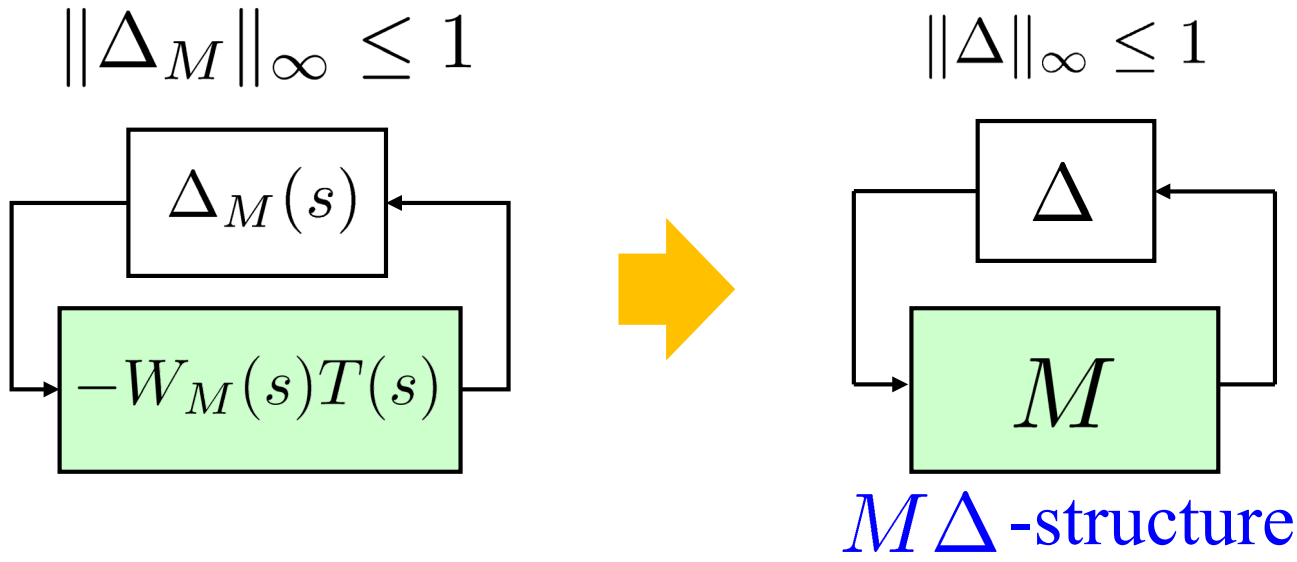 ‖Δ_M‖_∞ ≤ 1
Δ_M(s)
−W_M(s)T(s)
‖Δ‖_∞ ≤ 1
Δ
M
MΔ-structure